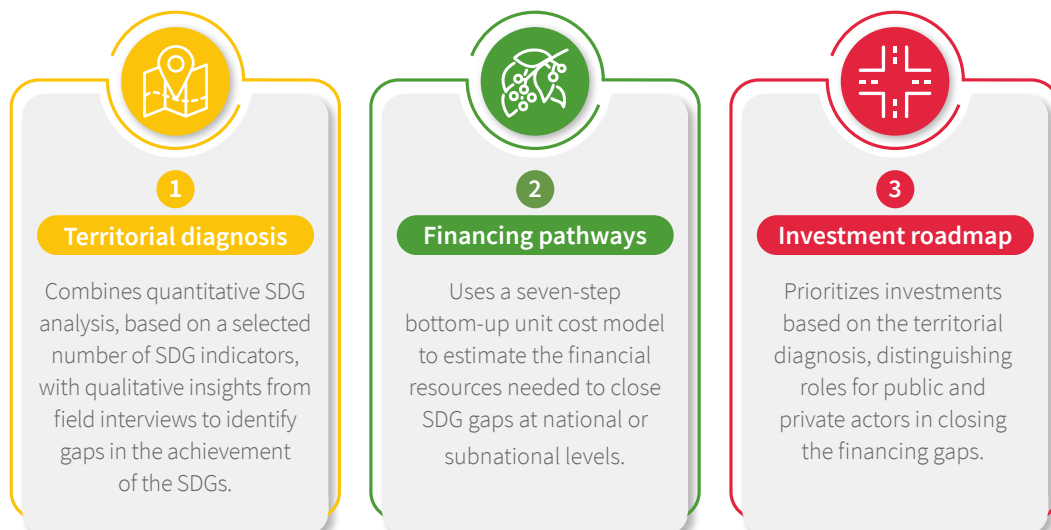 1
Territorial diagnosis
Combines quantitative SDG
analysis, based on a selected
number of SDG indicators,
with qualitative insights from
field interviews to identify
gaps in the achievement
of the SDGs.
2
Financing pathways
Uses a seven-step
bottom-up unit cost model
to estimate the financial
resources needed to close
SDG gaps at national or
subnational levels.
3
Investment roadmap
Prioritizes investments
based on the territorial
diagnosis, distinguishing
roles for public and
private actors in closing
the financing gaps.